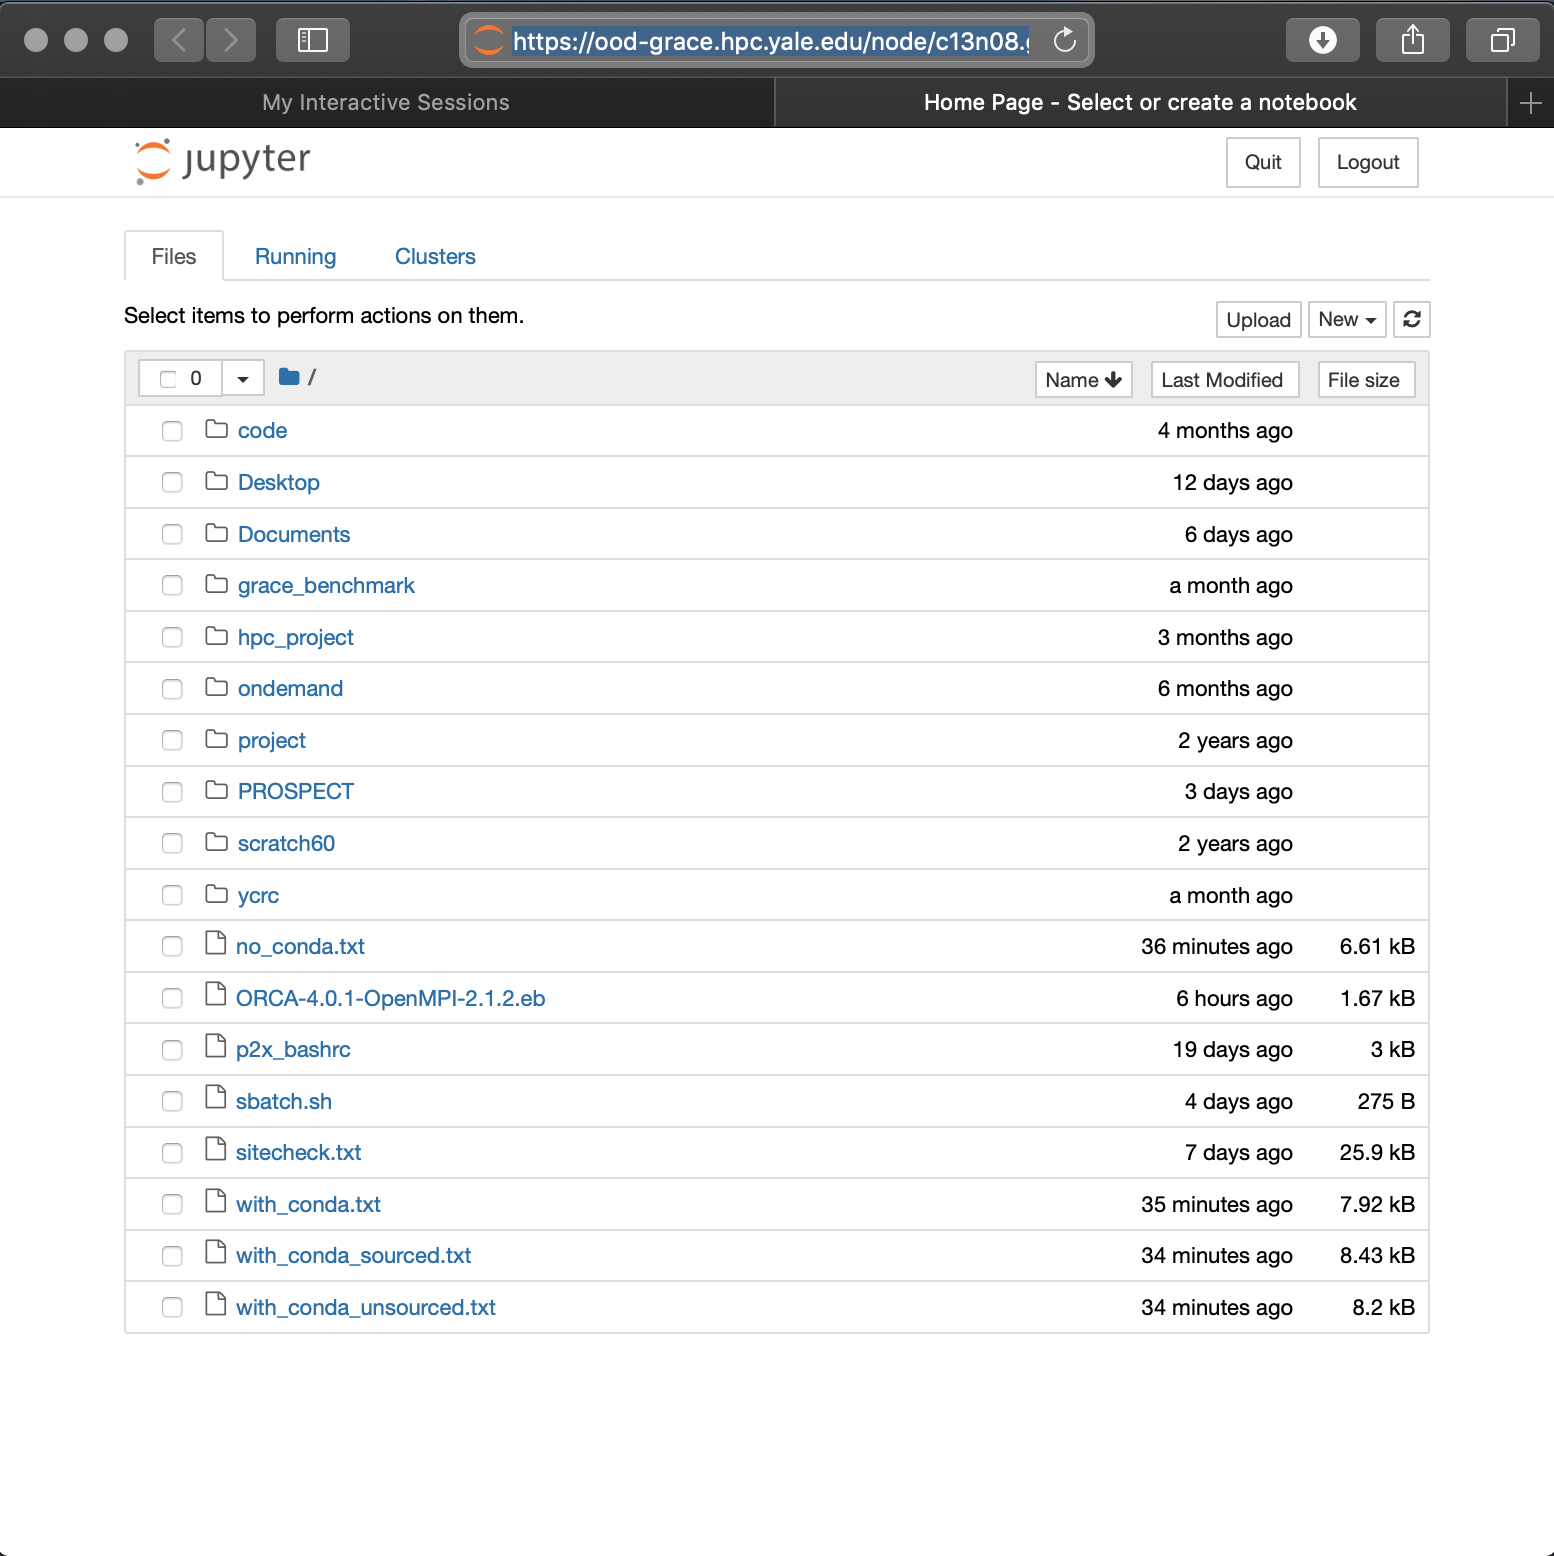 https://ood-grace.hpc.yale.edu/node/c13n08.
My Interactive Sessions Home Page - Select or create a notebook
jupyter Quit Logout
Files Running Clusters
Select items to perform actions on them. Upload New
0 / Name Last Modified File size
code 4 months ago
Desktop 12 days ago
Documents 6 days ago
grace_benchmark a month ago
hpc_project 3 months ago
ondemand 6 months ago
project 2 years ago
PROSPECT 3 days ago
scratch60 2 years ago
ycrc a month ago
no_conda.txt 36 minutes ago 6.61 kB
ORCA-4.0.1-OpenMPI-2.1.2.eb 6 hours ago 1.67 kB
p2x_bashrc 19 days ago 3 kB
sbatch.sh 4 days ago 275 B
sitecheck.txt 7 days ago 25.9 kB
with_conda.txt 35 minutes ago 7.92 kB
with_conda_sourced.txt 34 minutes ago 8.43 kB
with_conda_unsourced.txt 34 minutes ago 8.2 kB